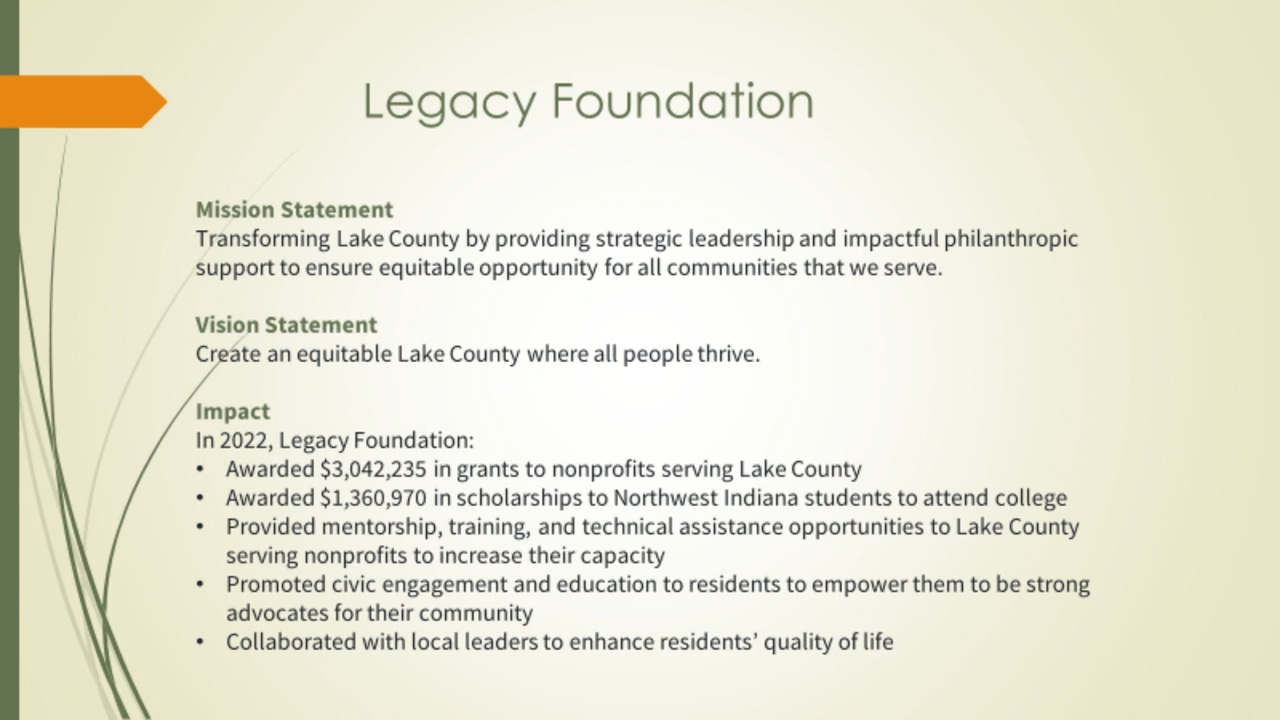 Legacy Foundation
Mission Statement
Transforming Lake County by providing strategic leadership and impactful philanthropic
support to ensure equitable opportunity for all communities that we serve.
Vision Statement
Create an equitable Lake County where all people thrive.
Impact
In 2022, Legacy Foundation:
• Awarded $3,042,235 in grants to nonprofits serving Lake County
• Awarded $1,360,970 in scholarships to Northwest Indiana students to attend college
• Provided mentorship, training, and technical assistance opportunities to Lake County
serving nonprofits to increase their capacity
• Promoted civic engagement and education to residents to empower them to be strong
advocates for their community
• Collaborated with local leaders to enhance residents’ quality of life